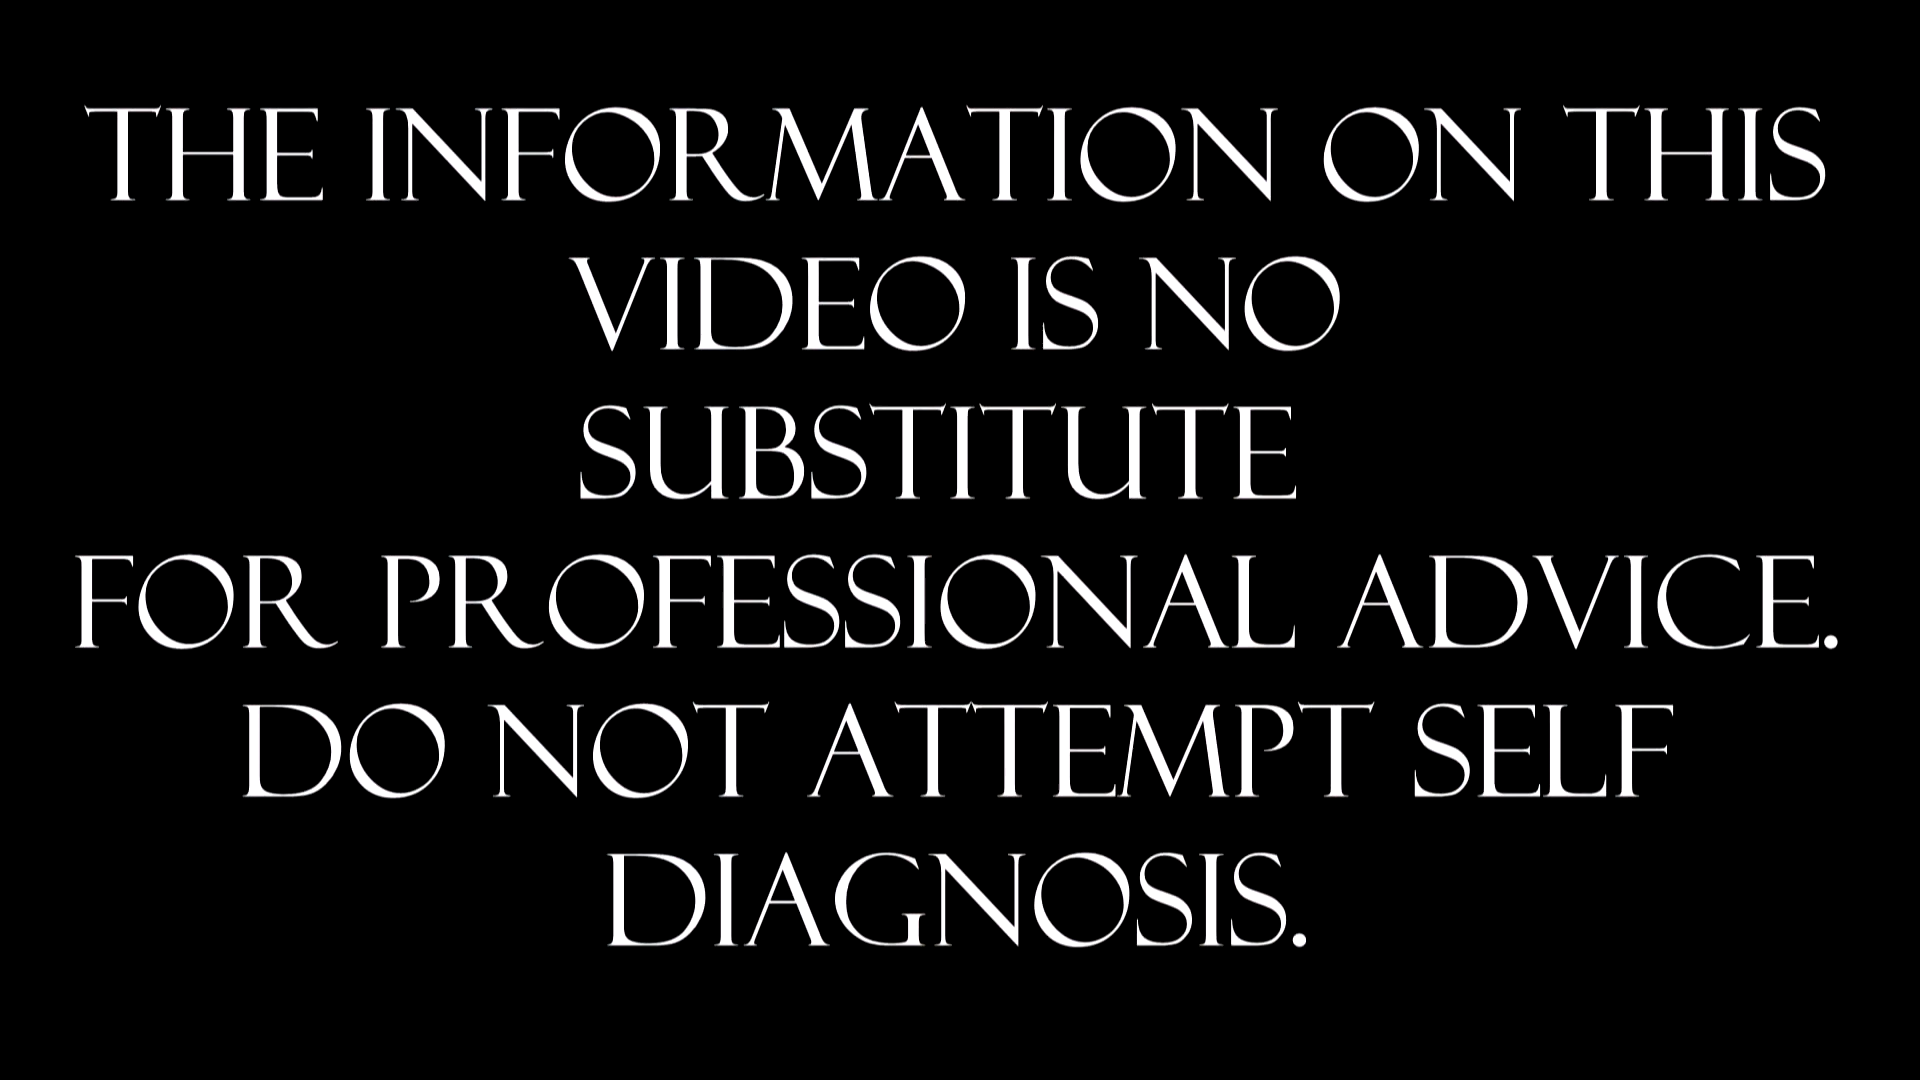 THE INFORMATION ON THIS
VIDEO IS NO
SUBSTITUTE
FOR PROFESSIONAL ADVICE.
DO NOT ATTEMPT SELF
DIAGNOSIS.